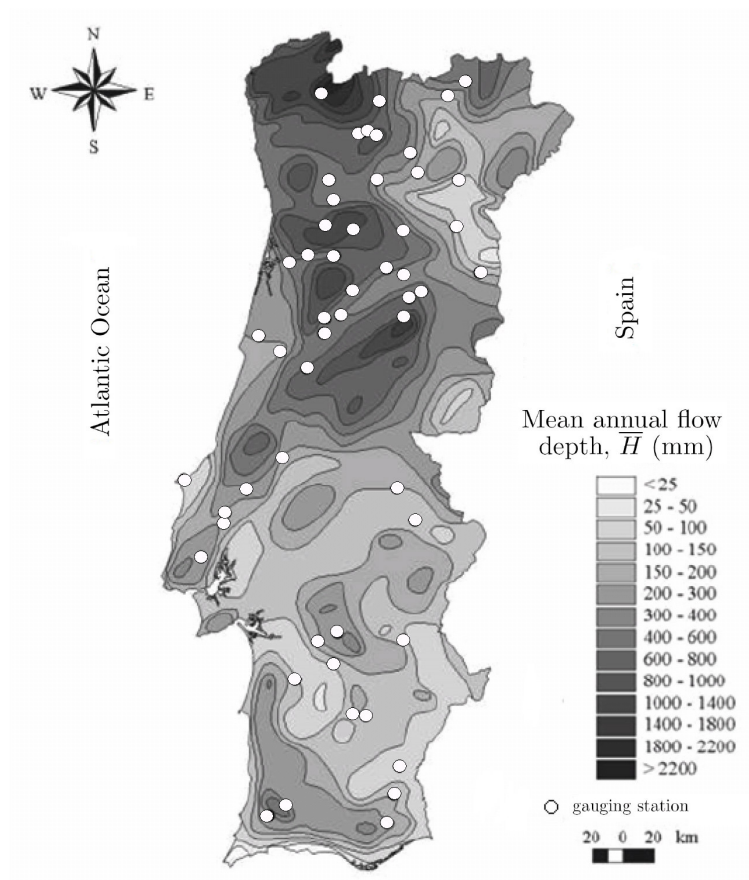 N
W E
S
Atlantic Ocean
Spain
Mean annual flow
depth, H̅ (mm)
<25
25 - 50
50 - 100
100 - 150
150 - 200
200 - 300
300 - 400
400 - 600
600 - 800
800 - 1000
1000 - 1400
1400 - 1800
1800 - 2200
>2200
gauging station
20 0 20 km